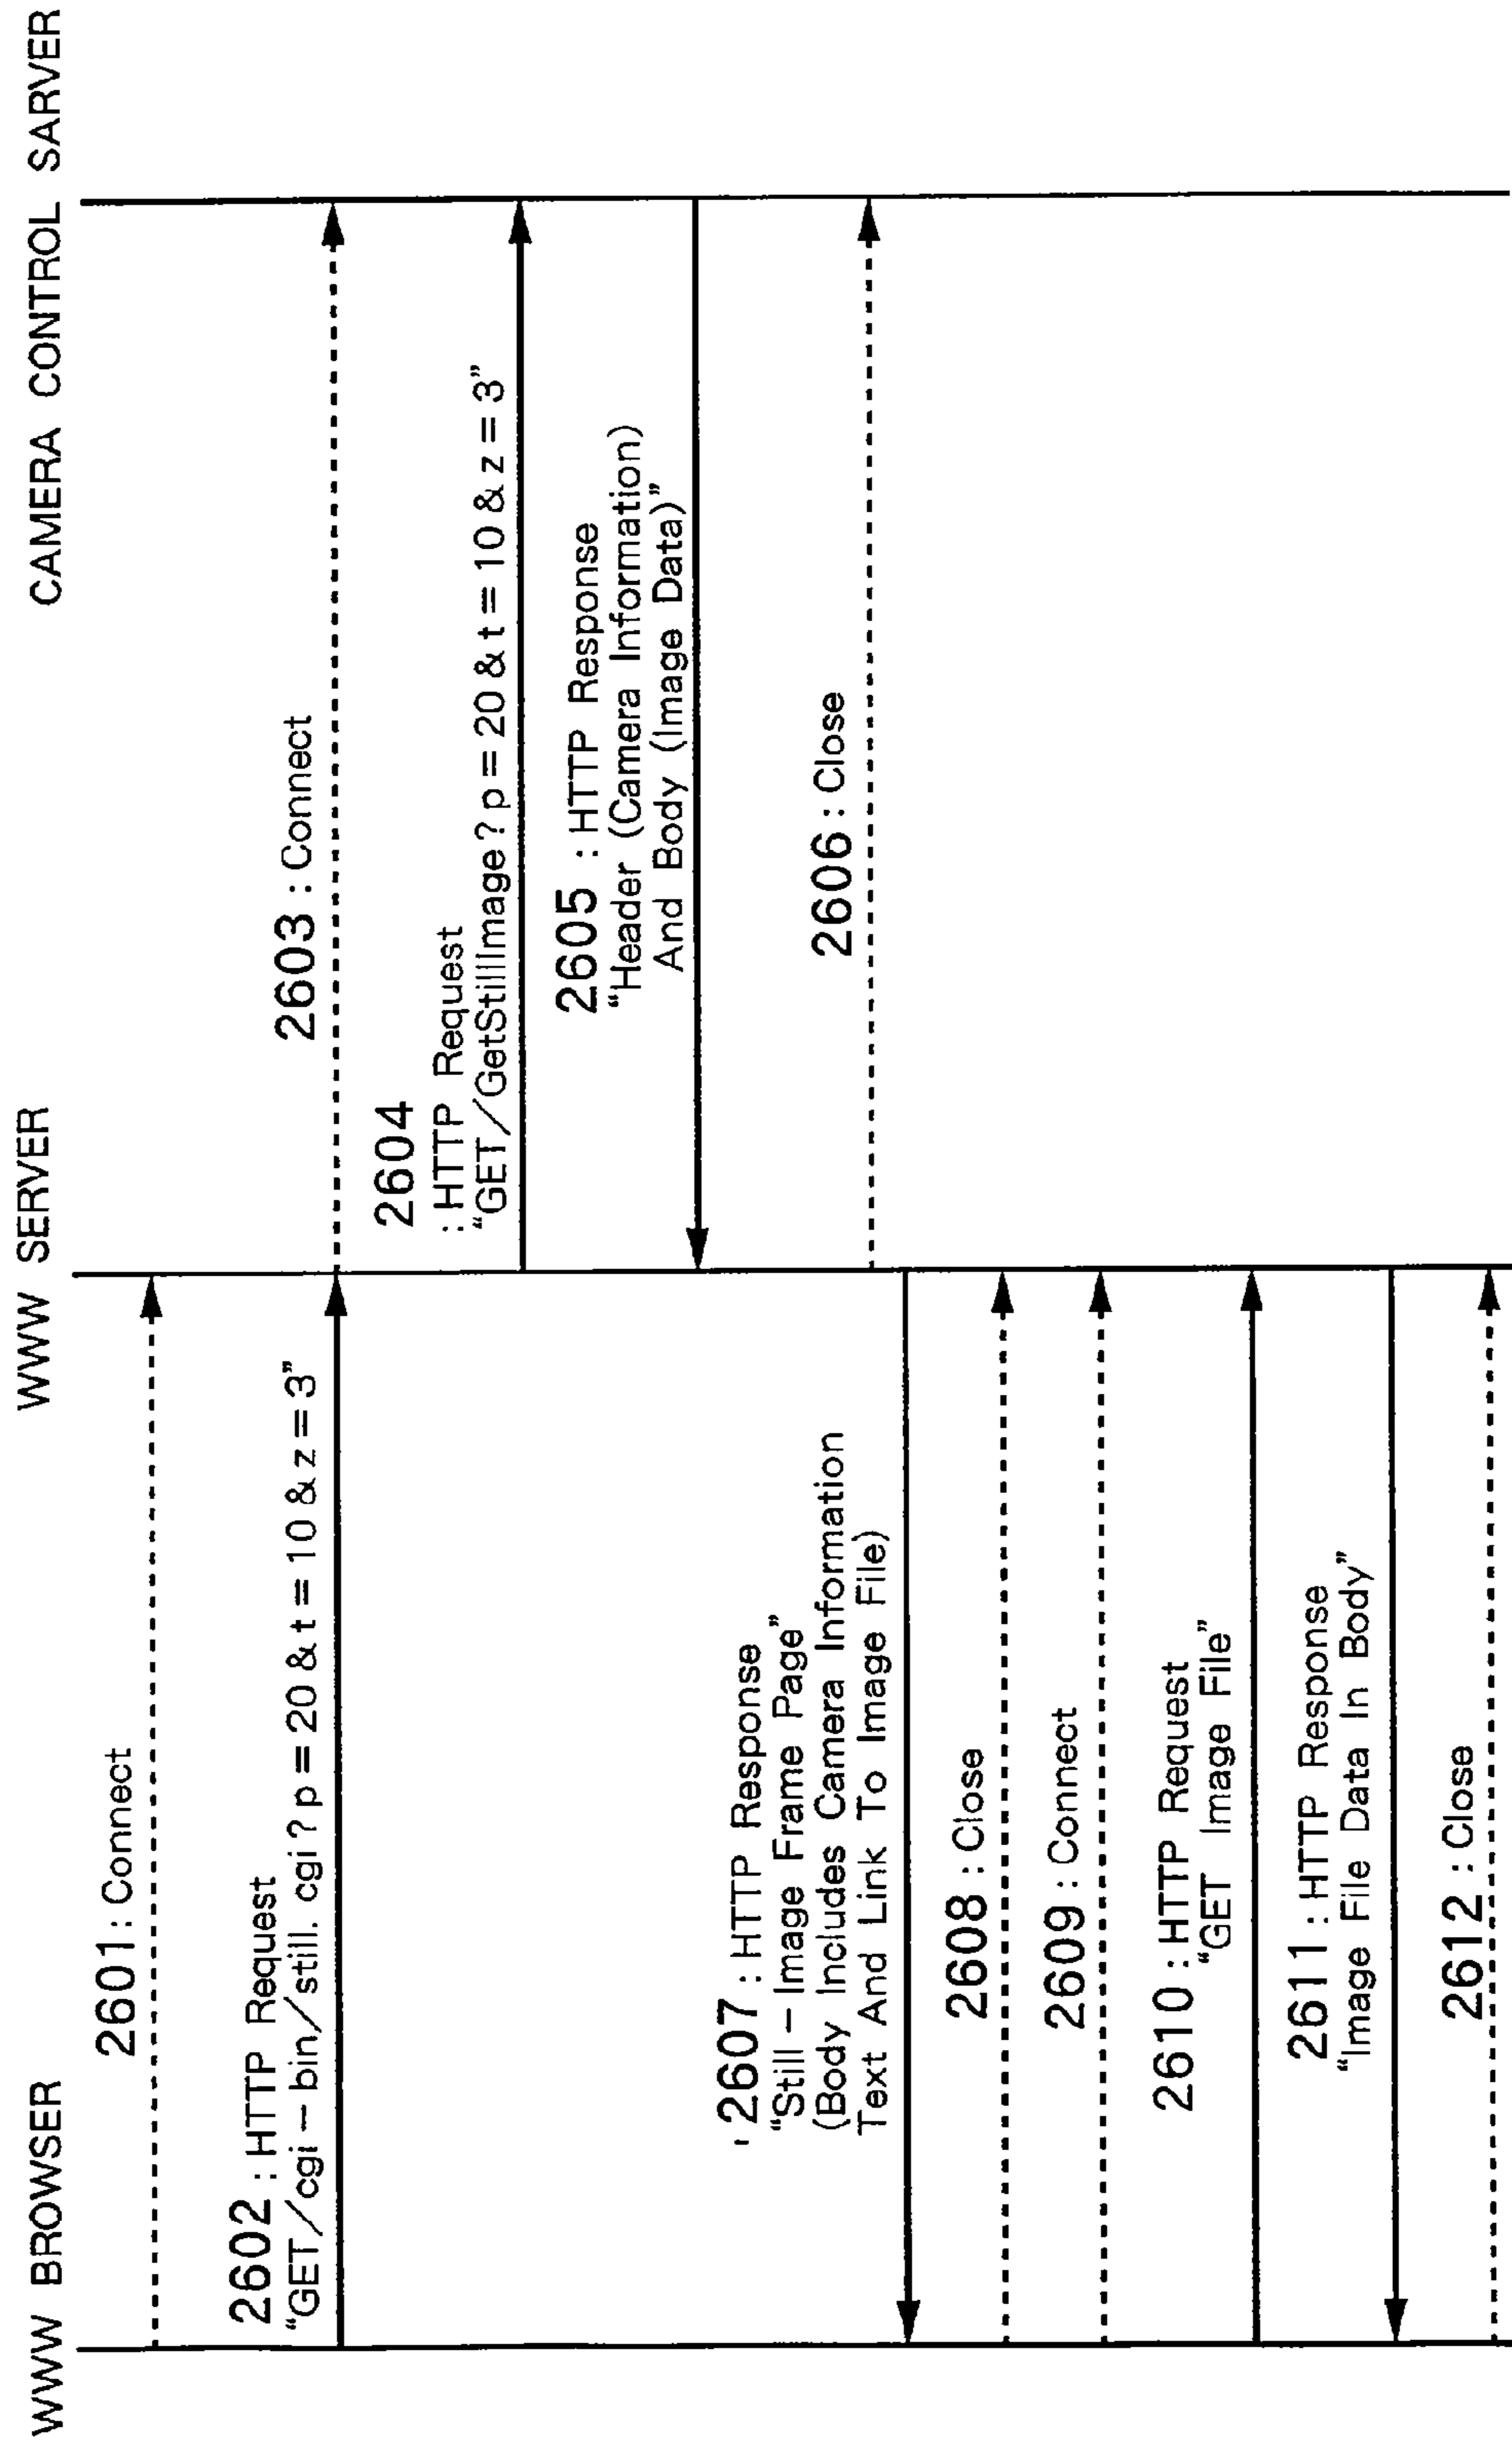 WWW BROWSER
WWW SERVER
CAMERA CONTROL SARVER
2601 : Connect
2602 : HTTP Request
“GET/cgi-bin/still. cgi ? p = 20 & t = 10 & z = 3”
2603 : Connect
2604
: HTTP Request
“GET/GetStillImage ? p = 20 & t = 10 & z = 3”
2605 : HTTP Response
“Header (Camera Information)
And Body (Image Data)”
2606 : Close
2607 : HTTP Response
“Still - Image Frame Page”
(Body Includes Camera Information
Text And Link To Image File)
2608 : Close
2609 : Connect
2610 : HTTP Request
“GET Image File”
2611 : HTTP Response
“Image File Data In Body”
2612 : Close